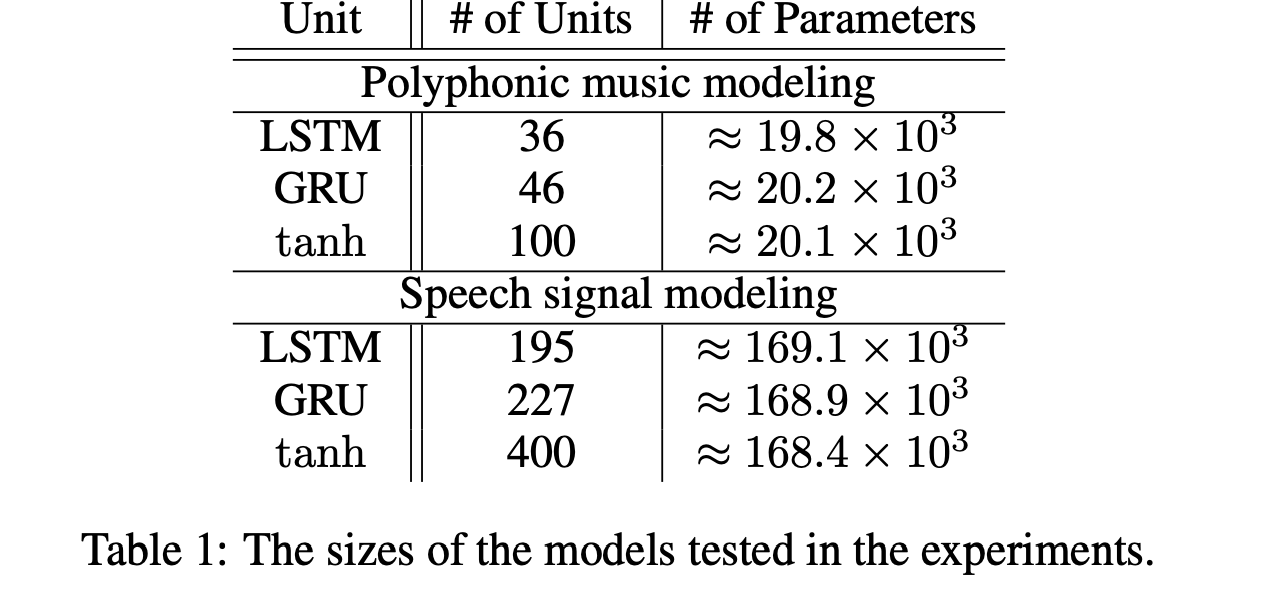 Unit # of Units # of Parameters
Polyphonic music modeling
LSTM 36 ≈ 19.8 × 10³
GRU 46 ≈ 20.2 × 10³
tanh 100 ≈ 20.1 × 10³
Speech signal modeling
LSTM 195 ≈ 169.1 × 10³
GRU 227 ≈ 168.9 × 10³
tanh 400 ≈ 168.4 × 10³
Table 1: The sizes of the models tested in the experiments.